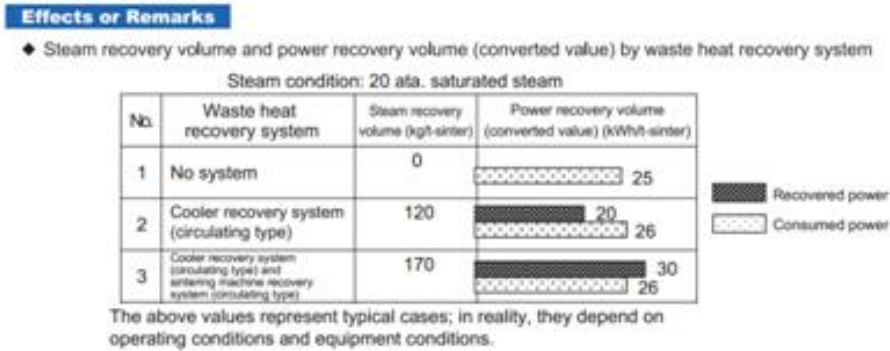 Effects or Remarks
◆ Steam recovery volume and power recovery volume (converted value) by waste heat recovery system
Steam condition: 20 ata. saturated steam
No.
Waste heat
recovery system
Steam recovery
volume (kg/t-sinter)
Power recovery volume
(converted value) (kWh/t-sinter)
1
No system
0
25
2
Cooler recovery system
(circulating type)
120
20
26
3
Cooler recovery system
(circulating type) and
sintering machine recovery
system (circulating type)
170
30
26
Recovered power
Consumed power
The above values represent typical cases; in reality, they depend on
operating conditions and equipment conditions.